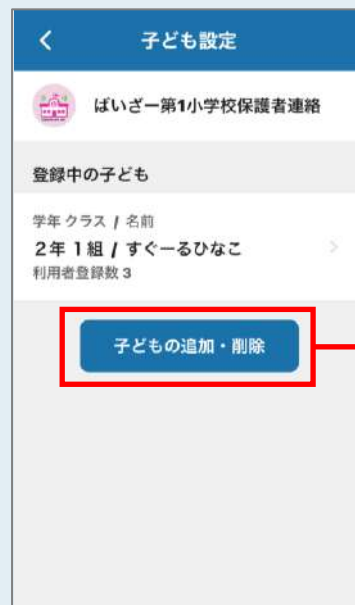 子ども設定
ばいざー第1小学校保護者連絡
登録中の子ども
学年 クラス / 名前
2年 1組 / すぐーるひなこ
利用者登録数 3
子どもの追加・削除